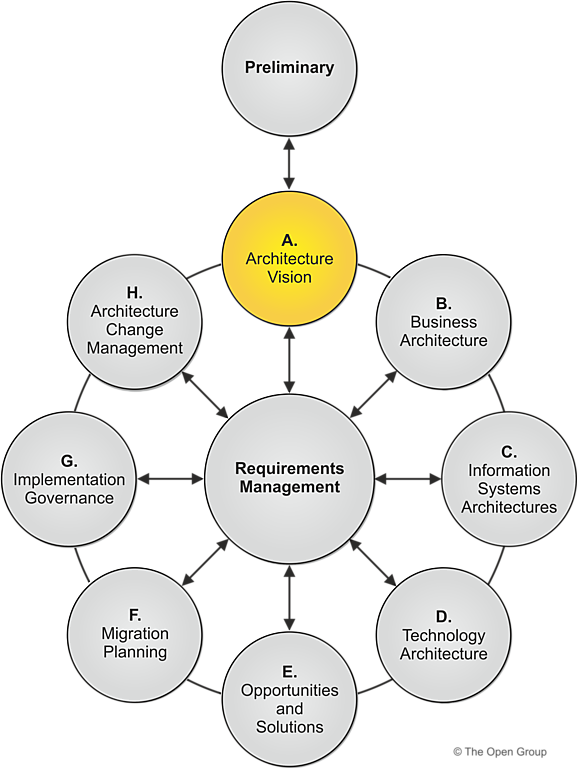 Preliminary
A.
Architecture
Vision
B.
Business
Architecture
C.
Information
Systems
Architectures
D.
Technology
Architecture
E.
Opportunities
and
Solutions
F.
Migration
Planning
G.
Implementation
Governance
H.
Architecture
Change
Management
Requirements
Management
© The Open Group